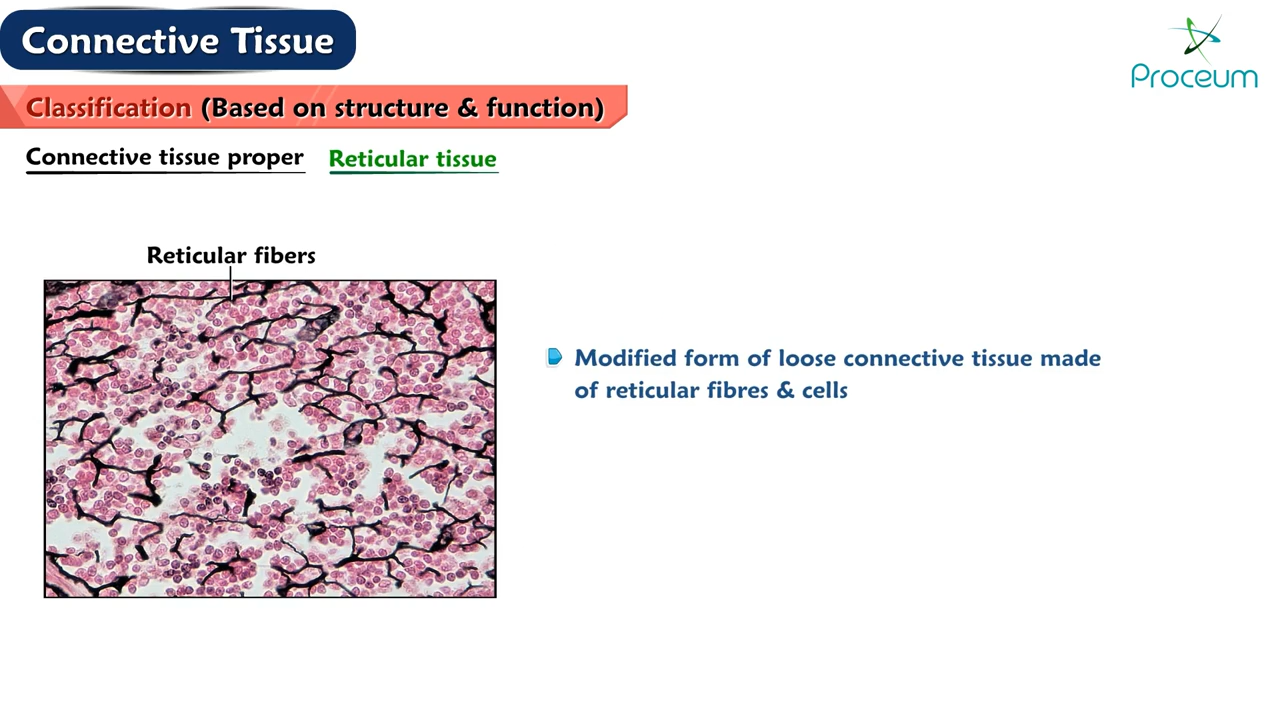 Connective Tissue
Proceum
Classification (Based on structure & function)
Connective tissue proper Reticular tissue
Reticular fibers
Modified form of loose connective tissue made
of reticular fibres & cells